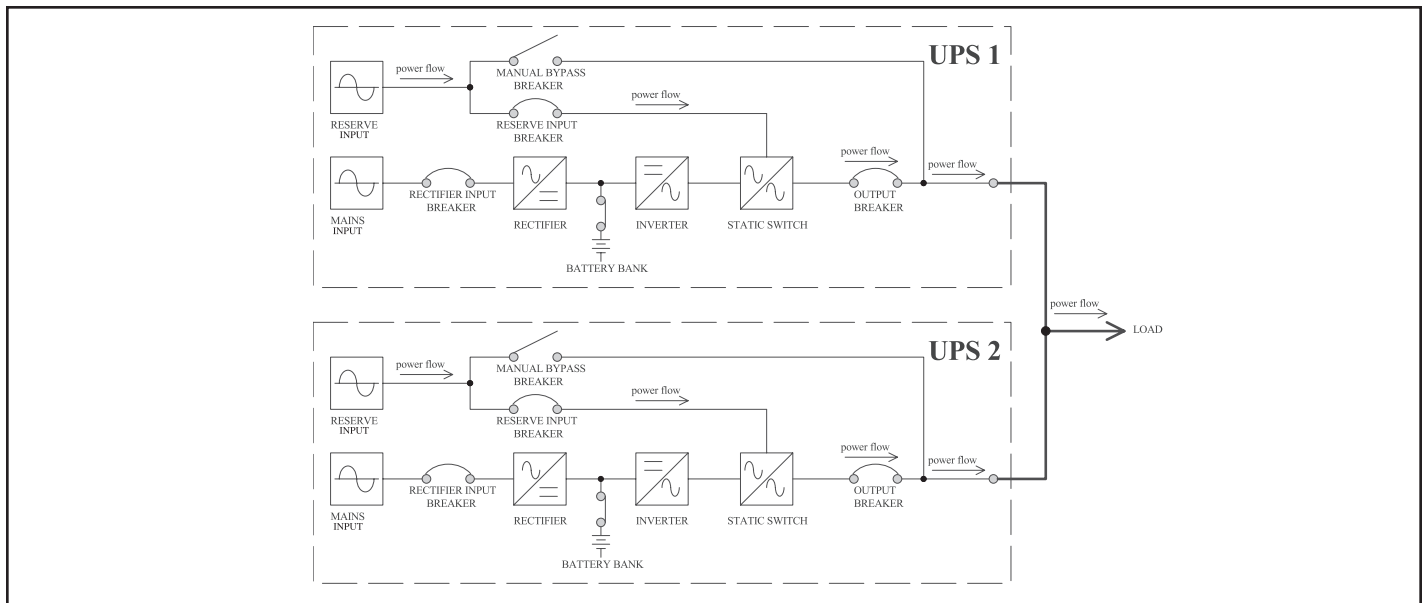 UPS 1
power flow
MANUAL BYPASS
BREAKER
power flow
RESERVE
INPUT
RESERVE INPUT
BREAKER
power flow
power flow
RECTIFIER INPUT
BREAKER
OUTPUT
BREAKER
MAINS
INPUT
RECTIFIER
INVERTER
STATIC SWITCH
BATTERY BANK
power flow
LOAD
UPS 2
power flow
MANUAL BYPASS
BREAKER
power flow
RESERVE
INPUT
RESERVE INPUT
BREAKER
power flow
power flow
RECTIFIER INPUT
BREAKER
OUTPUT
BREAKER
MAINS
INPUT
RECTIFIER
INVERTER
STATIC SWITCH
BATTERY BANK